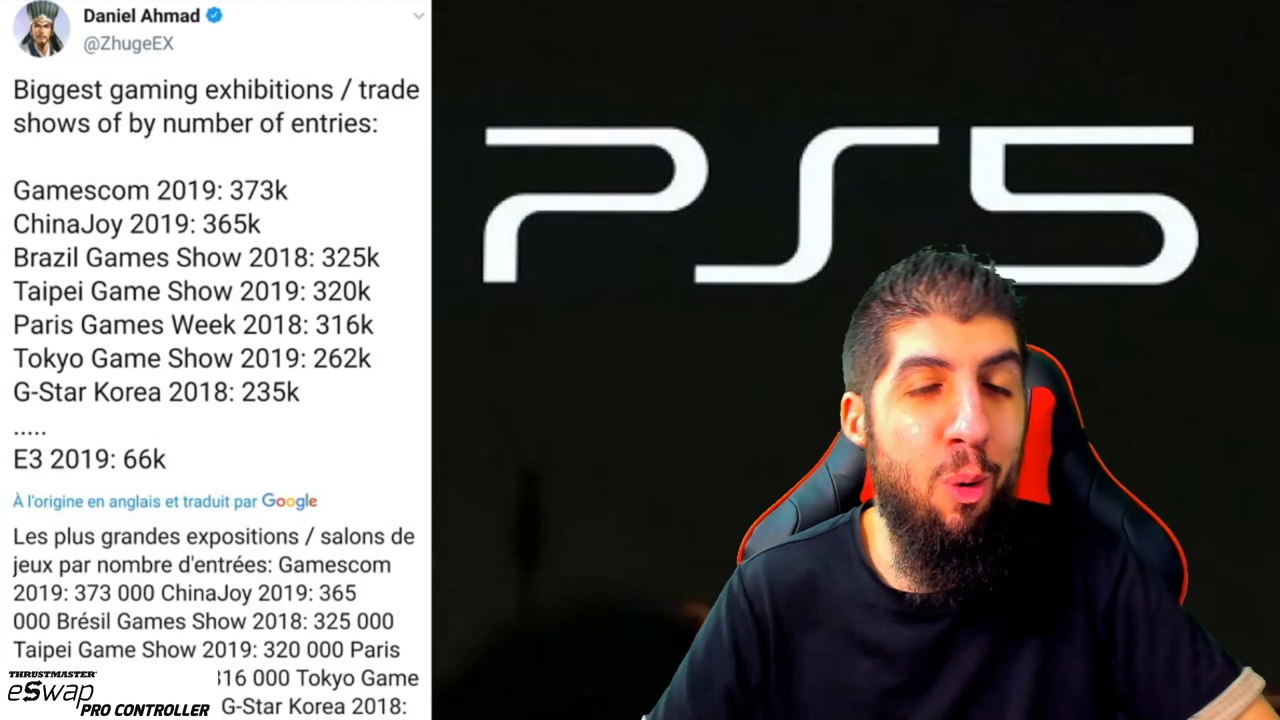 Daniel Ahmad
@ZhugeEX
Biggest gaming exhibitions / trade
shows of by number of entries:
Gamescom 2019: 373k
ChinaJoy 2019: 365k
Brazil Games Show 2018: 325k
Taipei Game Show 2019: 320k
Paris Games Week 2018: 316k
Tokyo Game Show 2019: 262k
G-Star Korea 2018: 235k
.....
E3 2019: 66k
À l'origine en anglais et traduit par Google
Les plus grandes expositions / salons de
jeux par nombre d'entrées: Gamescom
2019: 373 000 ChinaJoy 2019: 365
000 Brésil Games Show 2018: 325 000
Taipei Game Show 2019: 320 000 Paris
16 000 Tokyo Game
G-Star Korea 2018:
THRUSTMASTER
eSwap
PRO CONTROLLER
PS5